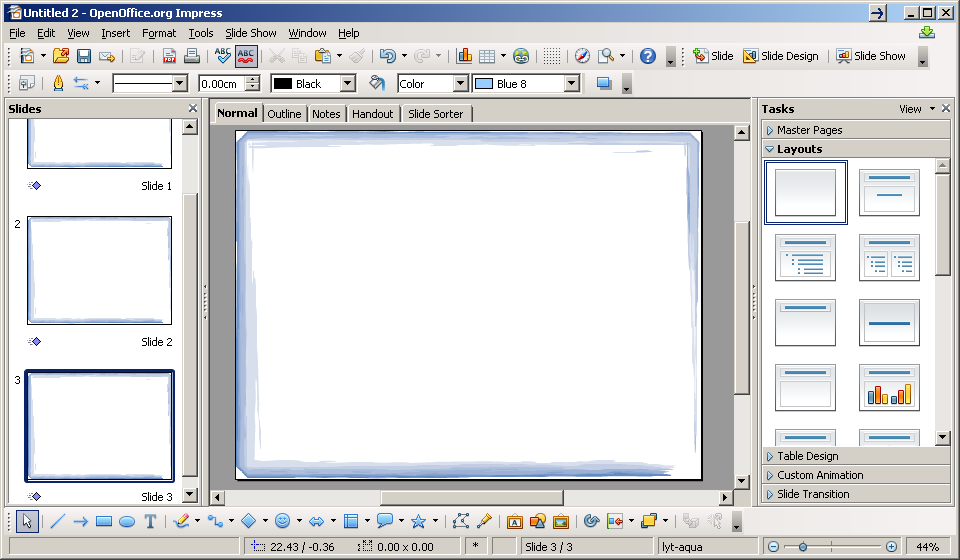 Untitled 2 - OpenOffice.org Impress
File Edit View Insert Format Tools Slide Show Window Help
ABC ABC Slide Slide Design Slide Show
0.00cm Black Color Blue 8
Slides
Normal Outline Notes Handout Slide Sorter
Tasks View
Master Pages
Layouts
Slide 1
2
Slide 2
3
Slide 3
Table Design
Custom Animation
Slide Transition
T
22.43 / -0.36 0.00 x 0.00 * Slide 3 / 3 lyt-aqua 44%